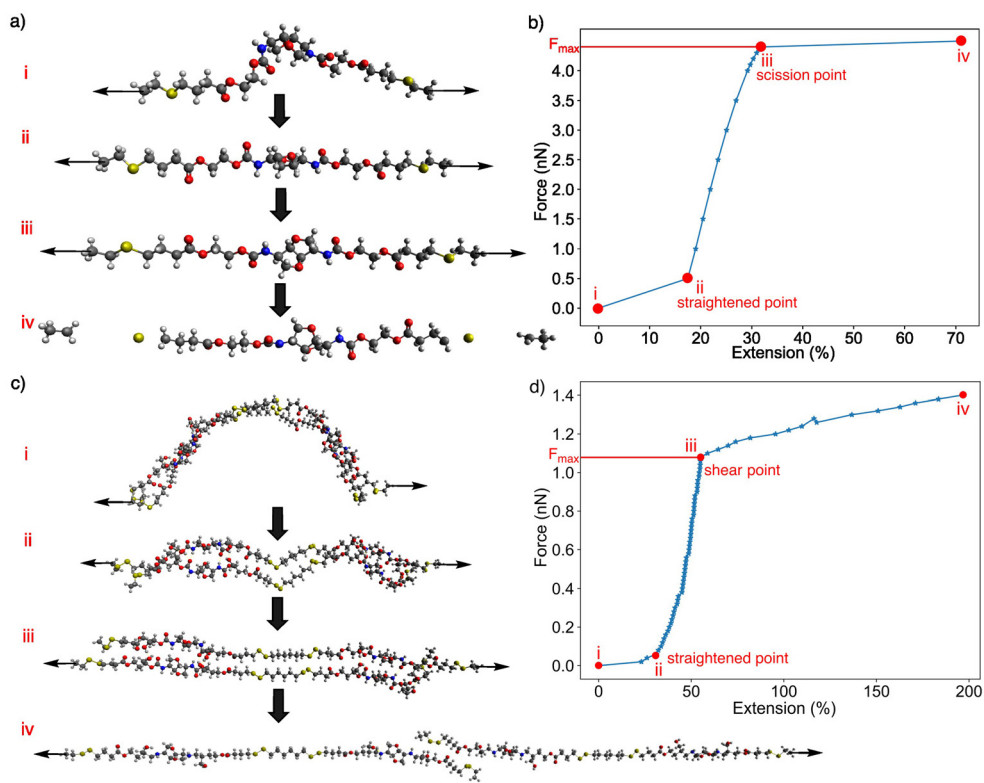 a)
i
ii
iii
iv
b)
F max
iii
scission point
iv
i
ii
straightened point
Force (nN)
4.0
3.5
3.0
2.5
2.0
1.5
1.0
0.5
0.0
0 10 20 30 40 50 60 70
Extension (%)
c)
i
ii
iii
iv
d)
F max
iii
shear point
iv
i
ii
straightened point
Force (nN)
1.4
1.2
1.0
0.8
0.6
0.4
0.2
0.0
0 50 100 150 200
Extension (%)